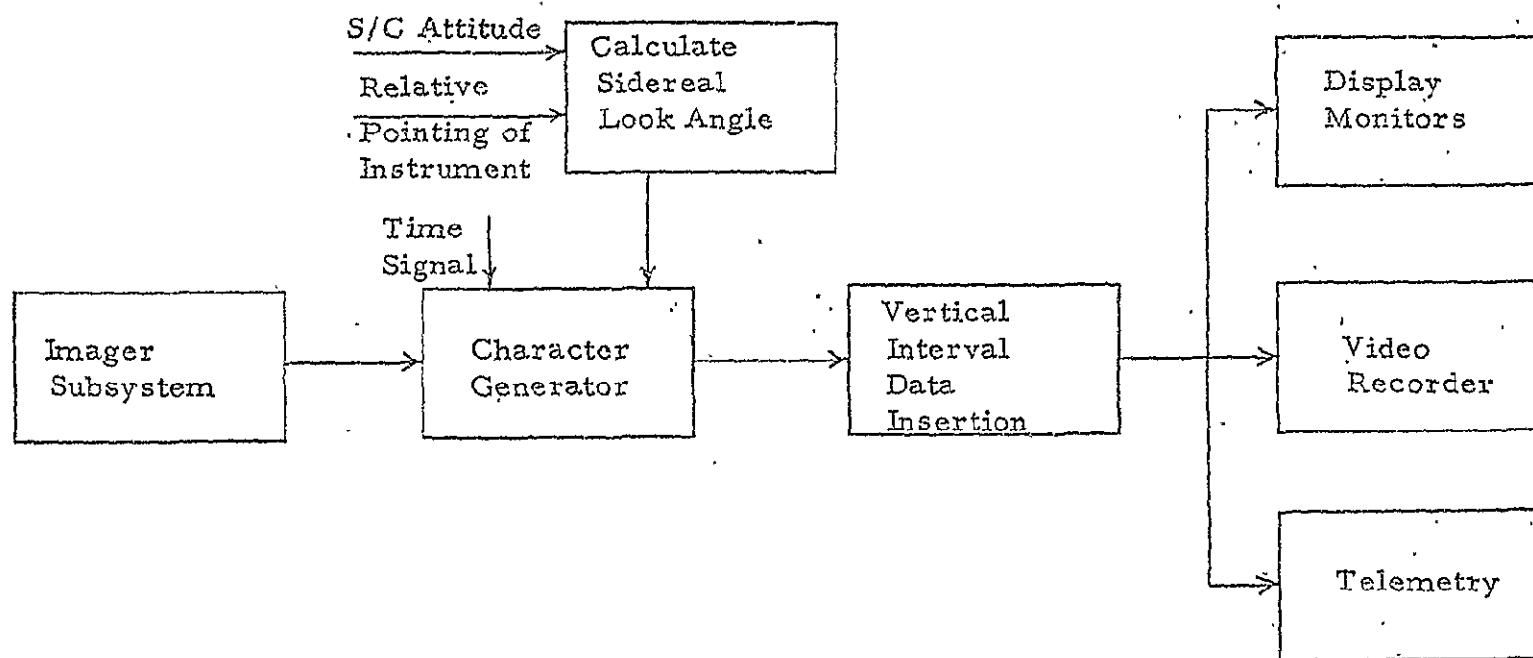 S/C Attitude
Relative
Pointing of
Instrument
Calculate
Sidereal
Look Angle
Time
Signal
Imager
Subsystem
Character
Generator
Vertical
Interval
Data
Insertion
Display
Monitors
Video
Recorder
Telemetry